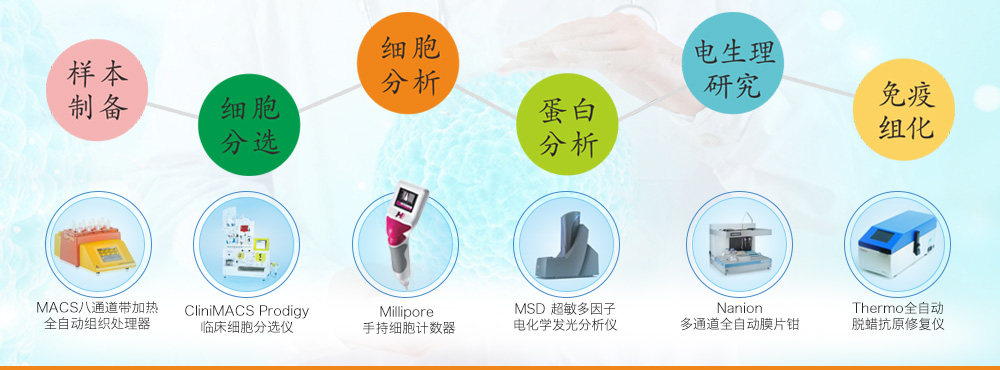 样本
制备
细胞
分选
细胞
分析
蛋白
分析
电生理
研究
免疫
组化
MACS八通道带加热
全自动组织处理器
CliniMACS Prodigy
临床细胞分选仪
Millipore
手持细胞计数器
MSD 超敏多因子
电化学发光分析仪
Nanion
多通道全自动膜片钳
Thermo全自动
脱蜡抗原修复仪